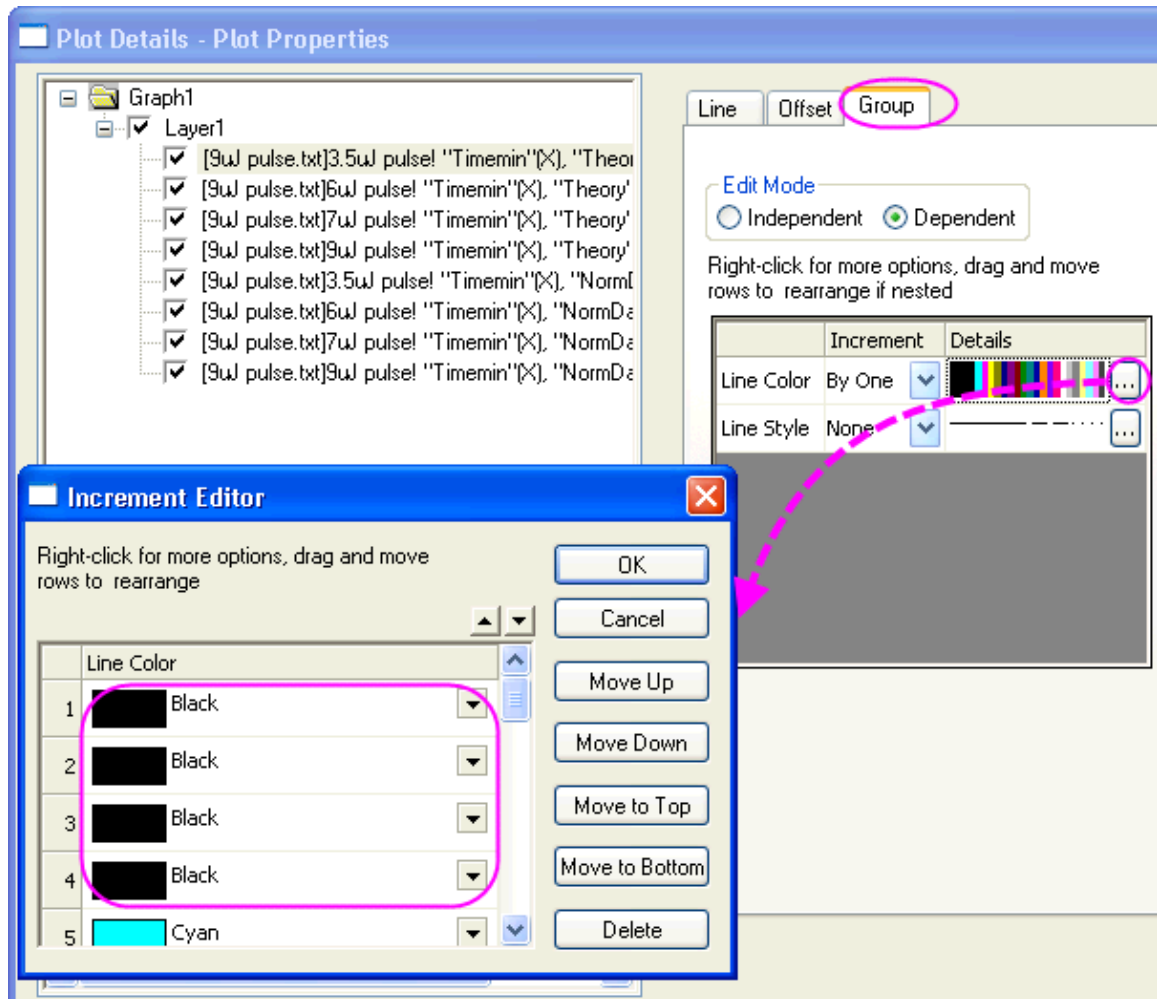 Plot Details - Plot Properties
Graph1
Layer1
[9uJ pulse.txt]3.5uJ pulse! "Timemin"(X), "Theor
[9uJ pulse.txt]6uJ pulse! "Timemin"(X), "Theory"
[9uJ pulse.txt]7uJ pulse! "Timemin"(X), "Theory"
[9uJ pulse.txt]9uJ pulse! "Timemin"(X), "Theory"
[9uJ pulse.txt]3.5uJ pulse! "Timemin"(X), "NormD
[9uJ pulse.txt]6uJ pulse! "Timemin"(X), "NormDa
[9uJ pulse.txt]7uJ pulse! "Timemin"(X), "NormDa
[9uJ pulse.txt]9uJ pulse! "Timemin"(X), "NormDa
Line Offset Group
Edit Mode
Independent Dependent
Right-click for more options, drag and move
rows to rearrange if nested
Increment Details
Line Color By One ...
Line Style None ...
Increment Editor
Right-click for more options, drag and move
rows to rearrange
Line Color
1 Black
2 Black
3 Black
4 Black
5 Cyan
OK
Cancel
Move Up
Move Down
Move to Top
Move to Bottom
Delete